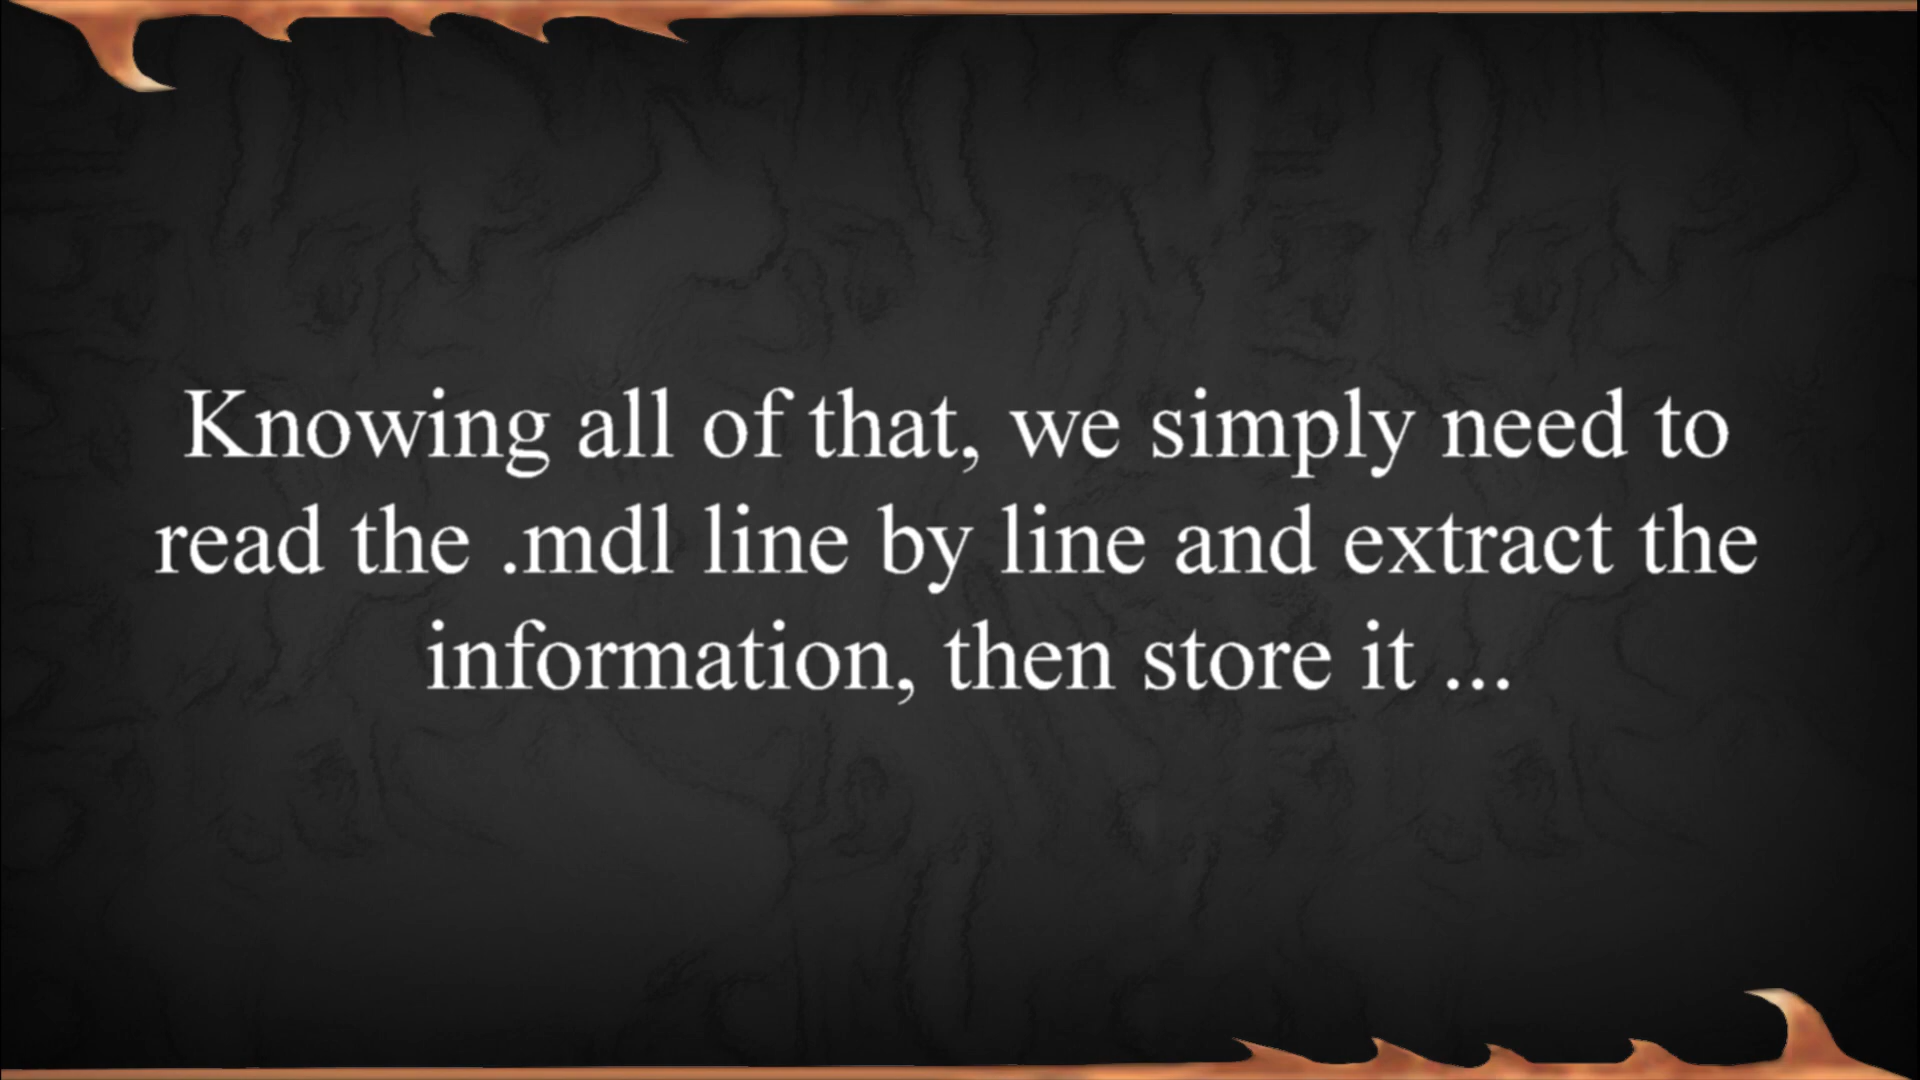 Knowing all of that, we simply need to
read the .mdl line by line and extract the
information, then store it ...